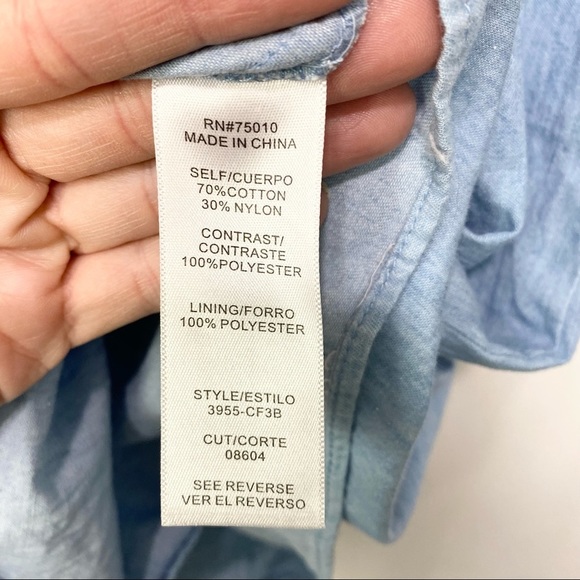 RN#75010
MADE IN CHINA
SELF/CUERPO
70%COTTON
30% NYLON
CONTRAST/
CONTRASTE
100%POLYESTER
LINING/FORRO
100% POLYESTER
STYLE/ESTILO
3955-CF3B
CUT/CORTE
08604
SEE REVERSE
VER EL REVERSO